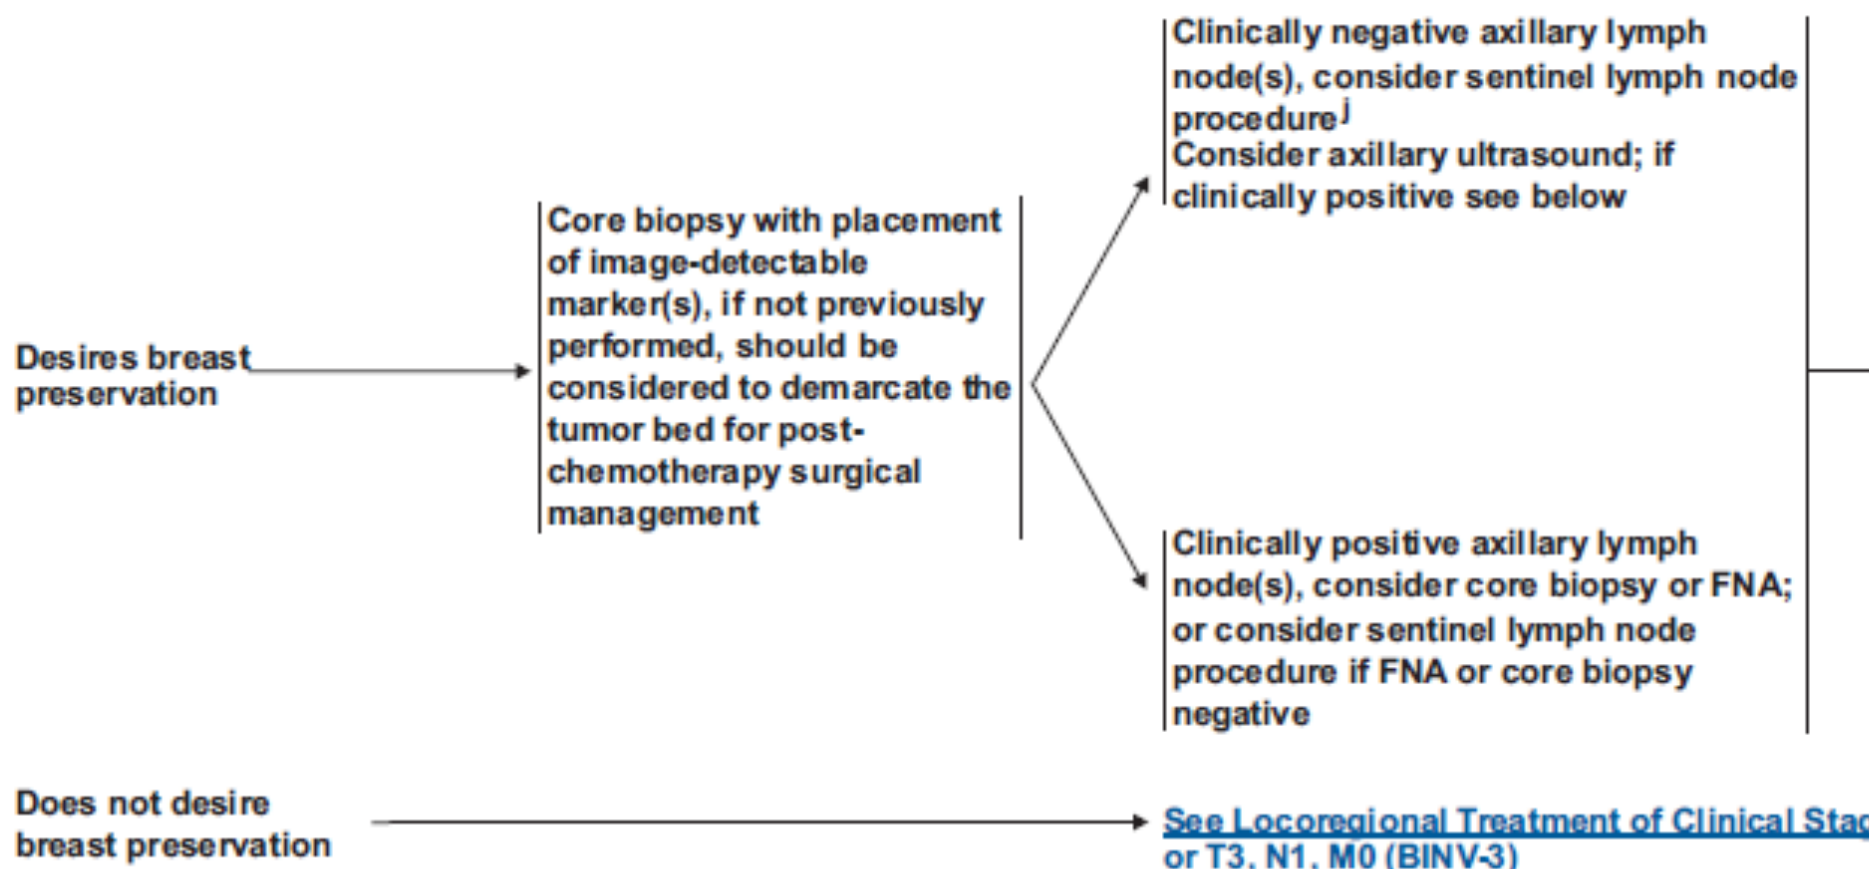 Desires breast
preservation
Core biopsy with placement
of image-detectable
marker(s), if not previously
performed, should be
considered to demarcate the
tumor bed for post-
chemotherapy surgical
management
Clinically negative axillary lymph
node(s), consider sentinel lymph node
procedurej
Consider axillary ultrasound; if
clinically positive see below
Clinically positive axillary lymph
node(s), consider core biopsy or FNA;
or consider sentinel lymph node
procedure if FNA or core biopsy
negative
Does not desire
breast preservation
See Locoregional Treatment of Clinical Stag
or T3, N1, M0 (BINV-3)